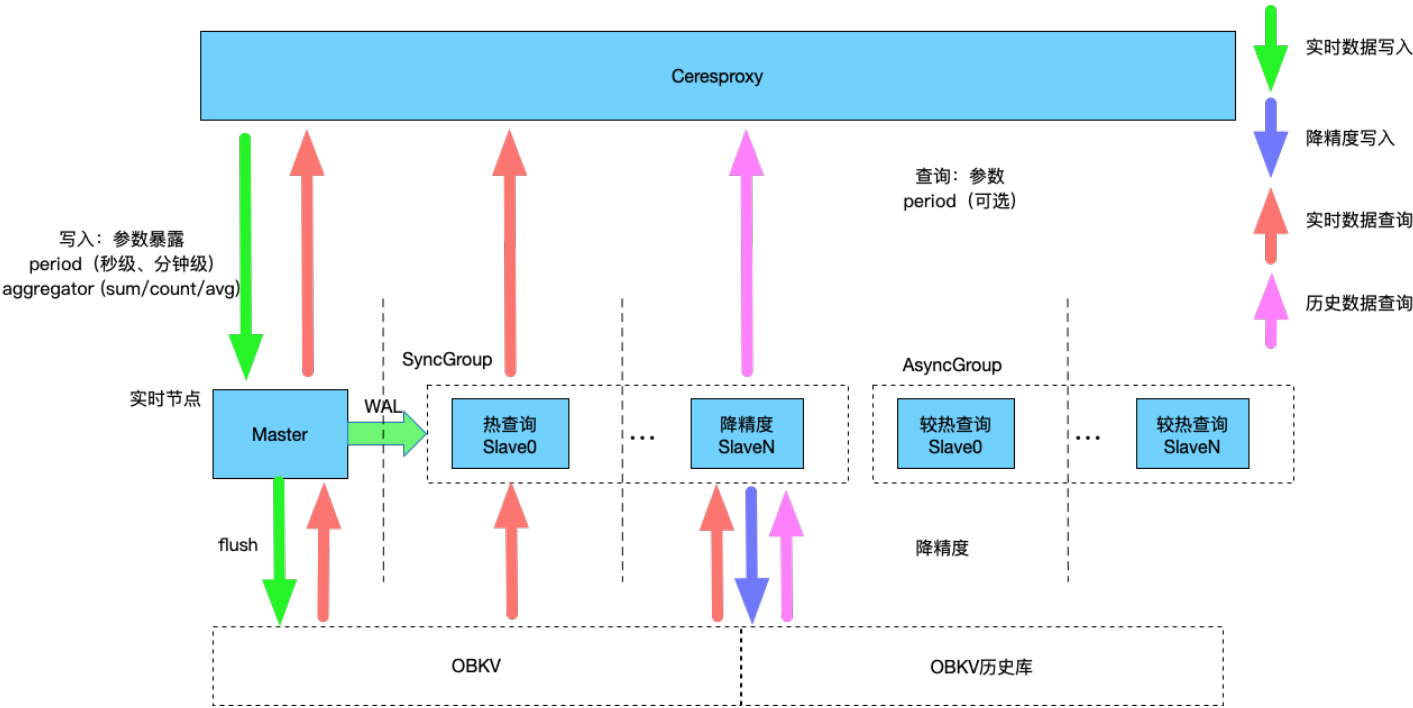 Ceresproxy
实时数据写入
降精度写入
实时数据查询
历史数据查询
查询：参数
period（可选）
写入：参数暴露
period（秒级、分钟级）
aggregator (sum/count/avg)
SyncGroup
AsyncGroup
实时节点
Master
WAL
热查询
Slave0
...
降精度
SlaveN
较热查询
Slave0
...
较热查询
SlaveN
flush
降精度
OBKV
OBKV历史库